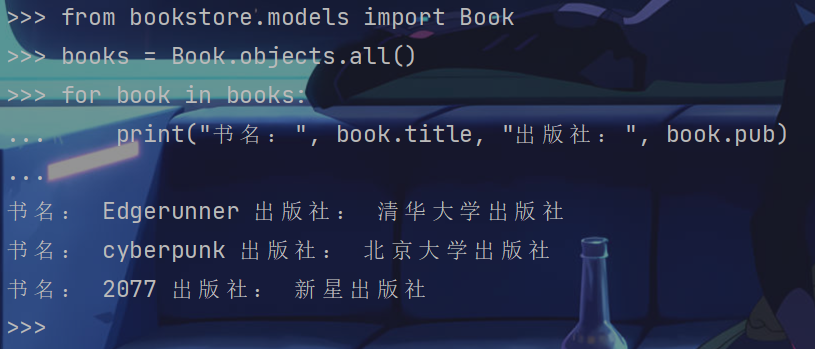 >>> from bookstore.models import Book
>>> books = Book.objects.all()
>>> for book in books:
...     print("书名：", book.title, "出版社：", book.pub)
...
书名： Edgerunner 出版社： 清华大学出版社
书名： cyberpunk 出版社： 北京大学出版社
书名： 2077 出版社： 新星出版社
>>>